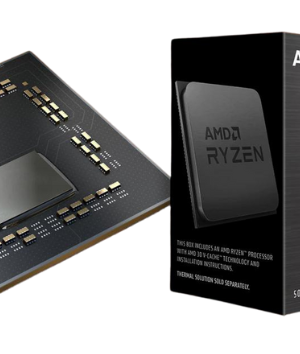 A
AMD
RYZEN
THIS BOX INCLUDES AN AMD RYZEN™ PROCESSOR
WITH AMD 3D V-CACHE™ TECHNOLOGY AND
INSTALLATION INSTRUCTIONS.
THERMAL SOLUTION SOLD SEPARATELY.
SO